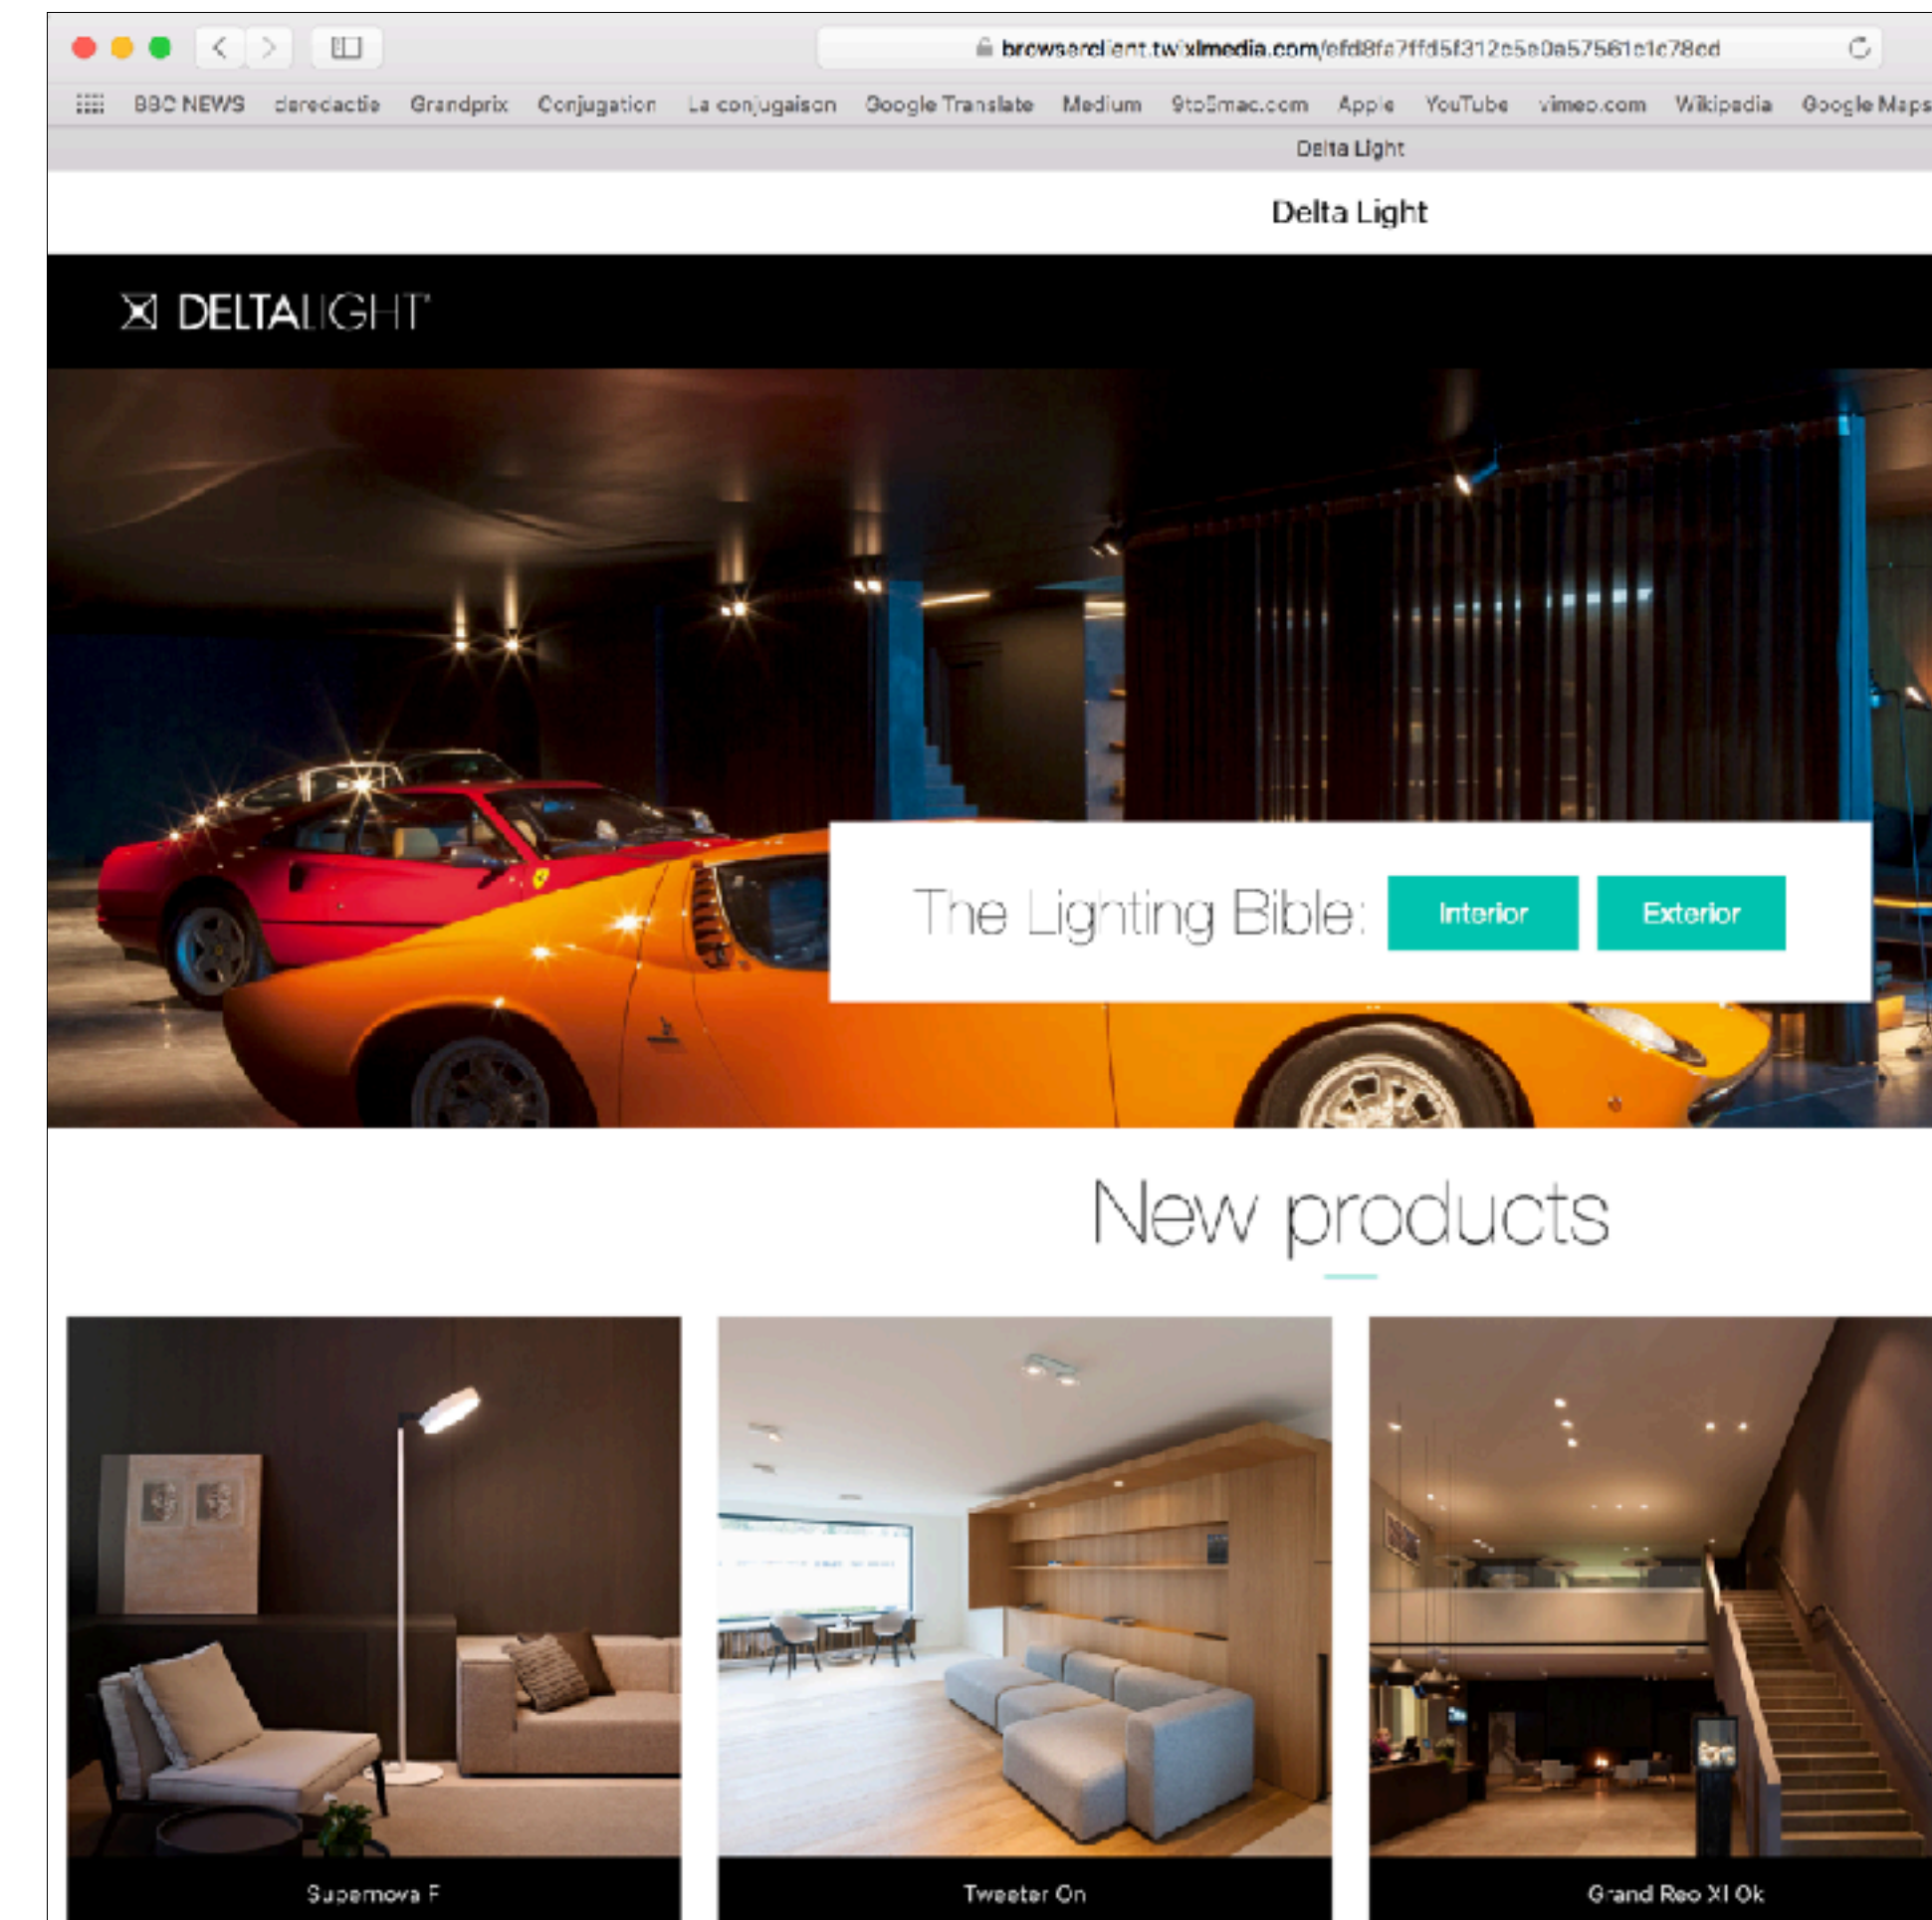 browserclient.twixlmedia.com/efd8fa7ffd5f312c5e0a57561c1c78cd
BBC NEWS deredactie Grandprix Conjugation La conjugaison Google Translate Medium 9to5mac.com Apple YouTube vimeo.com Wikipedia Google Maps
Delta Light
Delta Light
DELTALIGHT
The Lighting Bible: Interior Exterior
New products
Supernova F Tweeter On Grand Reo Xl Ok